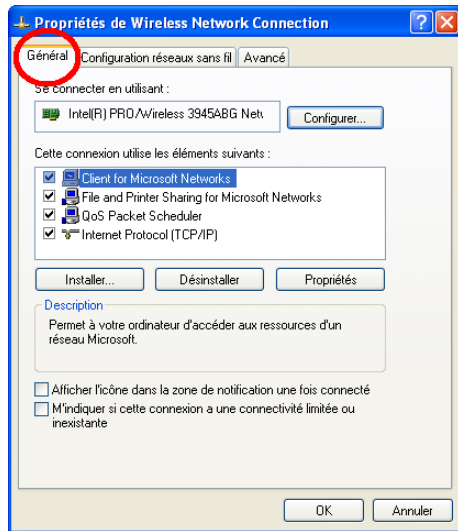 Propriétés de Wireless Network Connection
Général
Configuration réseaux sans fil
Avancé
Se connecter en utilisant :
Intel(R) PRO/Wireless 3945ABG Netw
Configurer...
Cette connexion utilise les éléments suivants :
Client for Microsoft Networks
File and Printer Sharing for Microsoft Networks
QoS Packet Scheduler
Internet Protocol (TCP/IP)
Installer...
Désinstaller
Propriétés
Description
Permet à votre ordinateur d'accéder aux ressources d'un
réseau Microsoft.
Afficher l'icône dans la zone de notification une fois connecté
M'indiquer si cette connexion a une connectivité limitée ou
inexistante
OK
Annuler